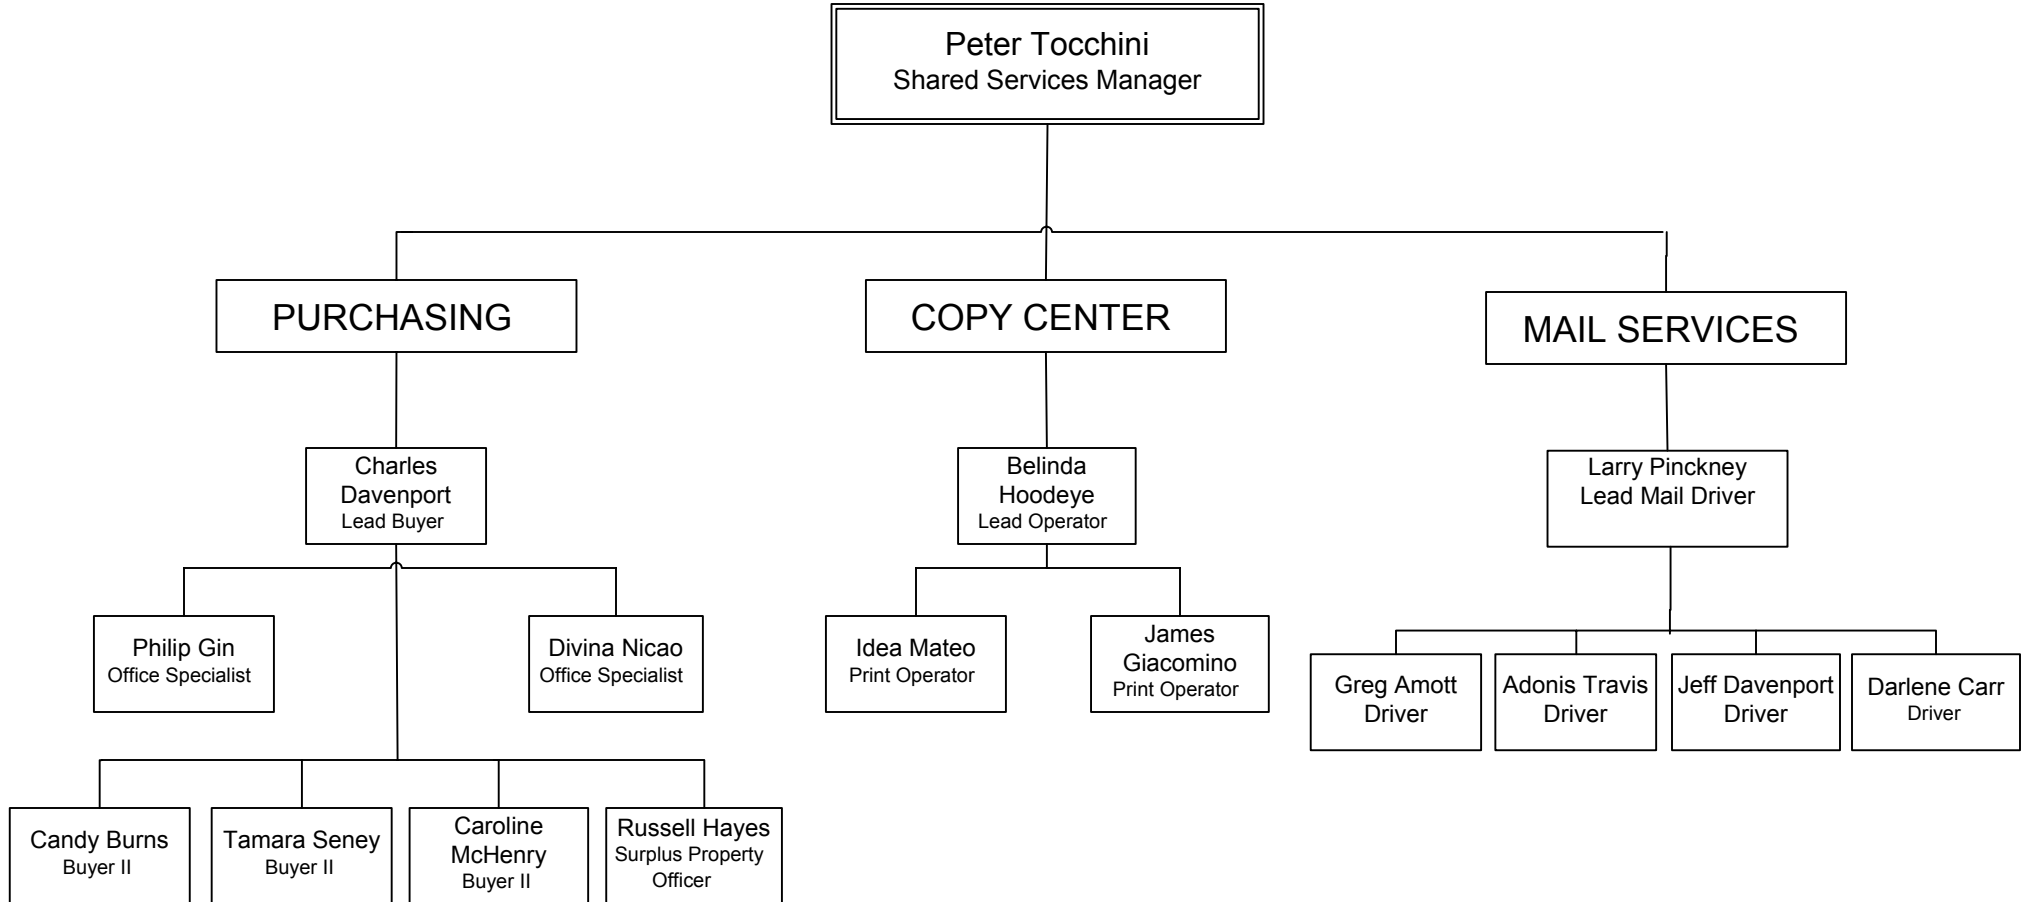 Peter Tocchini
Shared Services Manager
PURCHASING
COPY CENTER
MAIL SERVICES
Charles
Davenport
Lead Buyer
Belinda
Hoodeye
Lead Operator
Larry Pinckney
Lead Mail Driver
Philip Gin
Office Specialist
Divina Nicao
Office Specialist
Idea Mateo
Print Operator
James
Giacomino
Print Operator
Greg Amott
Driver
Adonis Travis
Driver
Jeff Davenport
Driver
Darlene Carr
Driver
Candy Burns
Buyer II
Tamara Seney
Buyer II
Caroline
McHenry
Buyer II
Russell Hayes
Surplus Property
Officer